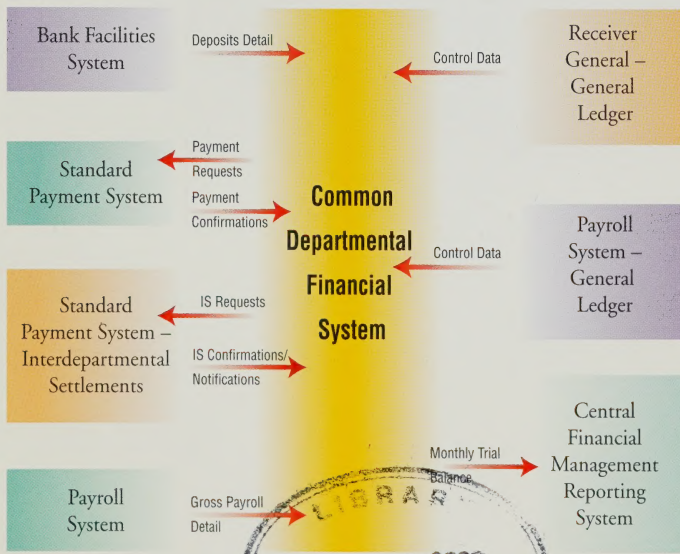 Bank Facilities
System
Deposits Detail
Receiver
General –
General
Ledger
Control Data
Standard
Payment System
Payment
Requests
Payment
Confirmations
Common
Departmental
Financial
System
Payroll
System –
General
Ledger
Control Data
Standard
Payment System –
Interdepartmental
Settlements
IS Requests
IS Confirmations/
Notifications
Central
Financial
Management
Reporting
System
Monthly Trial
Balance
Payroll
System
Gross Payroll
Detail
LIBRAR